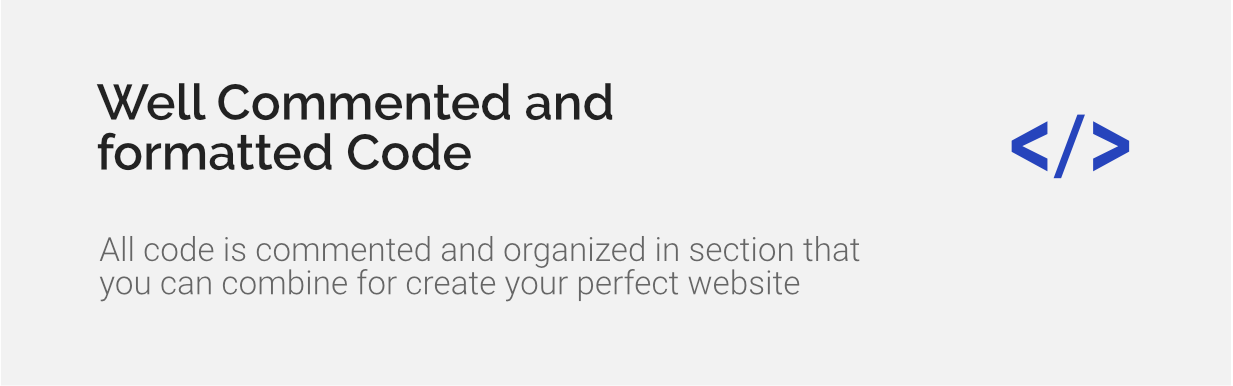 Well Commented and
formatted Code
</>
All code is commented and organized in section that
you can combine for create your perfect website